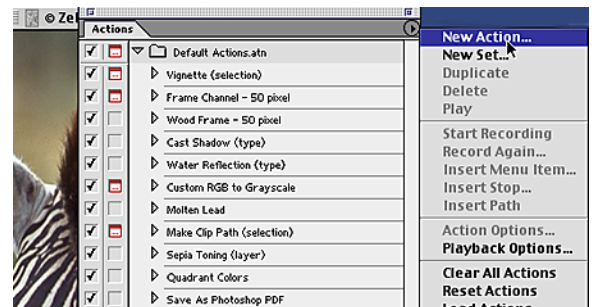 © Zel
Actions
Default Actions.atn
Vignette (selection)
Frame Channel - 50 pixel
Wood Frame - 50 pixel
Cast Shadow (type)
Water Reflection (type)
Custom RGB to Grayscale
Molten Lead
Make Clip Path (selection)
Sepia Toning (layer)
Quadrant Colors
Save As Photoshop PDF
New Action...
New Set...
Duplicate
Delete
Play
Start Recording
Record Again...
Insert Menu Item...
Insert Stop...
Insert Path
Action Options...
Playback Options...
Clear All Actions
Reset Actions
Load Actions